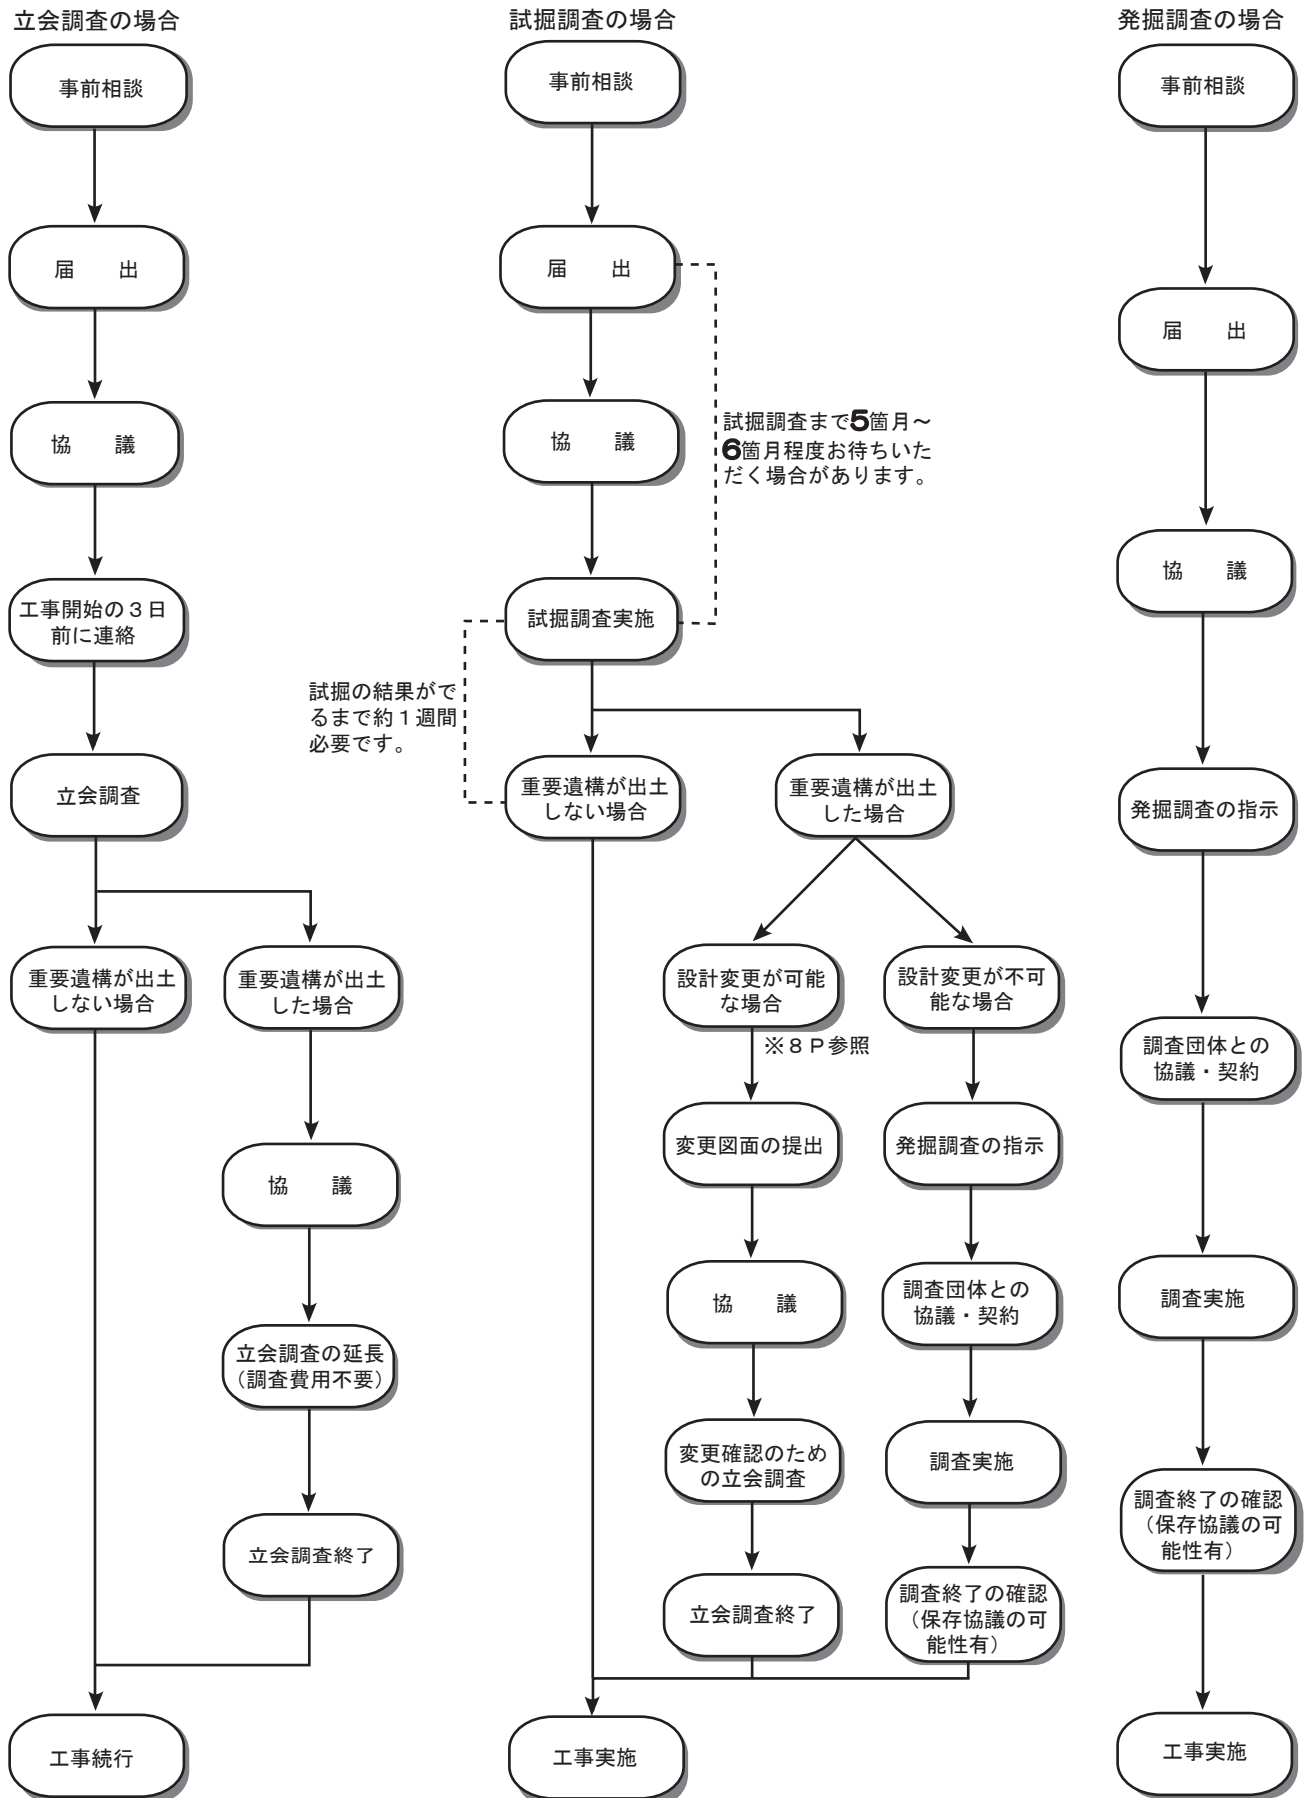 立会調査の場合
事前相談
届　　出
協　　議
工事開始の３日
前に連絡
立会調査
重要遺構が出土
しない場合
重要遺構が出土
した場合
協　　議
立会調査の延長
（調査費用不要）
立会調査終了
工事続行
試掘調査の場合
事前相談
届　　出
協　　議
試掘調査まで5箇月～
6箇月程度お待ちいた
だく場合があります。
試掘調査実施
試掘の結果がで
るまで約１週間
必要です。
重要遺構が出土
しない場合
重要遺構が出土
した場合
設計変更が可能
な場合
※８Ｐ参照
変更図面の提出
協　　議
変更確認のため
の立会調査
立会調査終了
設計変更が不可
能な場合
発掘調査の指示
調査団体との
協議・契約
調査実施
調査終了の確認
（保存協議の可
能性有）
工事実施
発掘調査の場合
事前相談
届　　出
協　　議
発掘調査の指示
調査団体との
協議・契約
調査実施
調査終了の確認
（保存協議の可
能性有）
工事実施